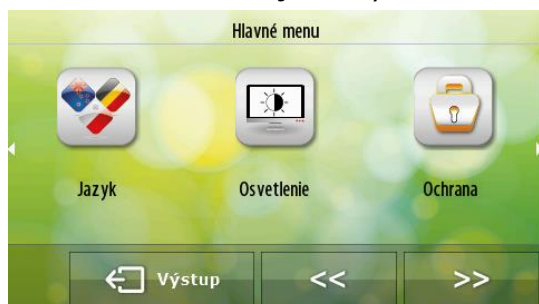 Hlavné menu
Jazyk
Osvetlenie
Ochrana
Výstup
<<
>>